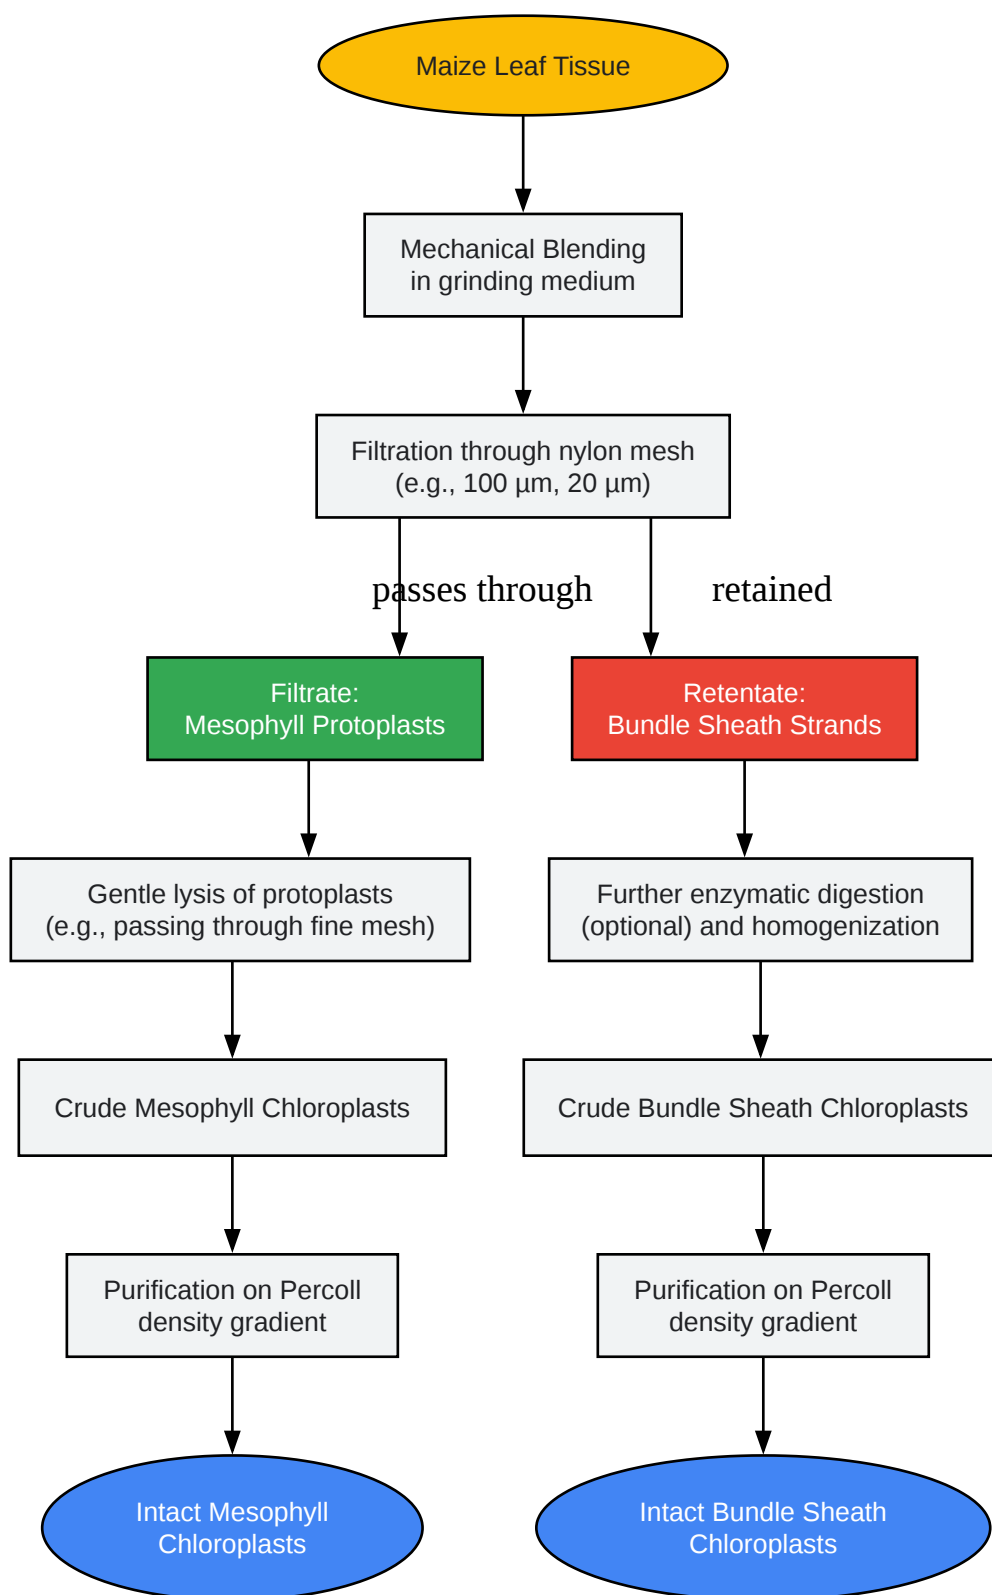 Maize Leaf Tissue
Mechanical Blending
in grinding medium
Filtration through nylon mesh
(e.g., 100 µm, 20 µm)
passes through
retained
Filtrate:
Mesophyll Protoplasts
Retentate:
Bundle Sheath Strands
Gentle lysis of protoplasts
(e.g., passing through fine mesh)
Further enzymatic digestion
(optional) and homogenization
Crude Mesophyll Chloroplasts
Crude Bundle Sheath Chloroplasts
Purification on Percoll
density gradient
Purification on Percoll
density gradient
Intact Mesophyll
Chloroplasts
Intact Bundle Sheath
Chloroplasts